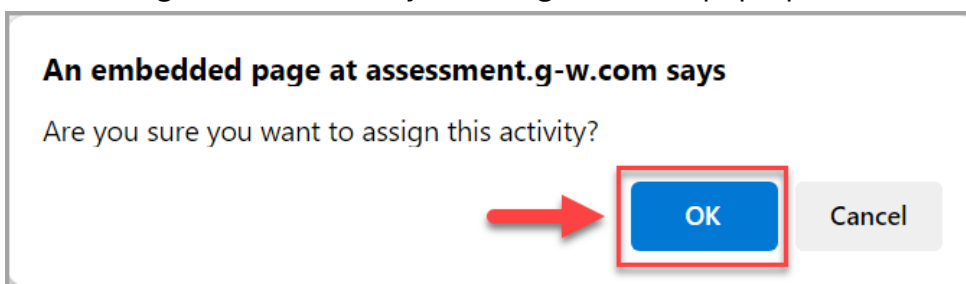 An embedded page at assessment.g-w.com says
Are you sure you want to assign this activity?
OK Cancel